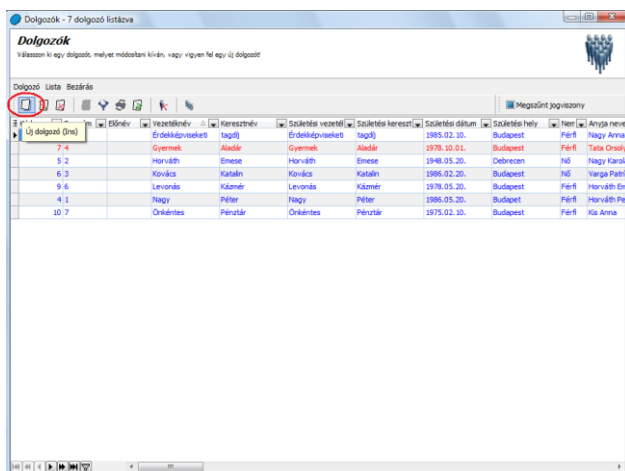 Dolgozók - 7 dolgozó listázva
Dolgozók
Válasszon ki egy dolgozót, melyet módosítani kíván, vagy vigyen fel egy új dolgozót!
Dolgozó Lista Bezárás
Megszűnt jogviszony
Előnév Vezetéknév Keresztnév Születési vezetél Születési kereszt Születési dátum Születési hely Nem Anyja neve
Új dolgozó (Ins)
Érdekképviseketi tagdíj Érdekképviseketi tagdíj 1985.02.10. Budapest Férfi Nagy Anna
7 4 Gyermek Aladár Gyermek Aladár 1978.10.01. Budapest Férfi Tata Orsoly
5 2 Horváth Emese Horváth Emese 1948.05.20. Debrecen Nő Nagy Karola
6 3 Kovács Katalin Kovács Katalin 1986.02.20. Budapest Nő Varga Patrí
9 6 Levonás Kázmér Levonás Kázmér 1978.05.20. Budapest Férfi Horváth Em
4 1 Nagy Péter Nagy Péter 1986.05.20. Budapet Férfi Horváth Pe
10 7 Önkéntes Pénztár Önkéntes Pénztár 1975.02.10. Budapest Férfi Kis Anna